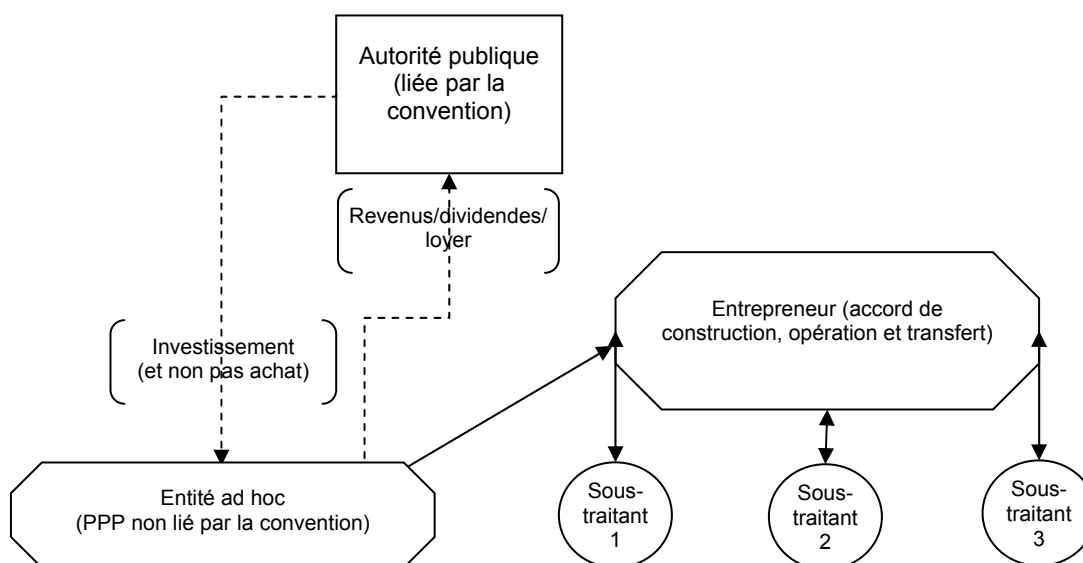 Autorité publique
(liée par la
convention)
Revenus/dividendes/
loyer
Investissement
(et non pas achat)
Entrepreneur (accord de
construction, opération et transfert)
Entité ad hoc
(PPP non lié par la convention)
Sous-
traitant
1
Sous-
traitant
2
Sous-
traitant
3